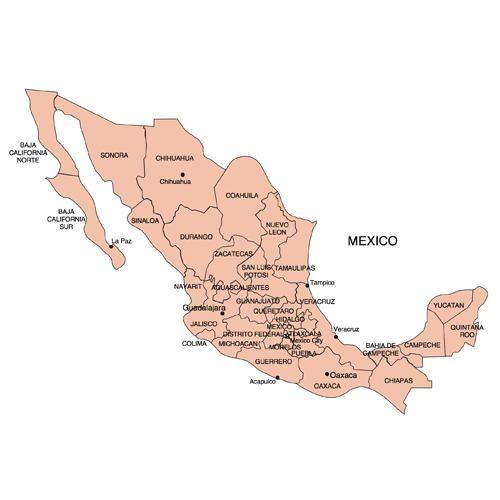 BAJA
CALIFORNIA
NORTE
SONORA
CHIHUAHUA
Chihuahua
COAHUILA
BAJA
CALIFORNIA
SUR
La Paz
SINALOA
DURANGO
NUEVO
LEON
MEXICO
ZACATECAS
SAN LUIS
POTOSI
TAMAULIPAS
Tampico
NAYARIT
AGUASCALIENTES
GUANAJUATO
VERACRUZ
Guadelajara
QUERETARO
HIDALGO
JALISCO
MEXICO
Veracruz
DISTRITO FEDERAL
TLAXCALA
Mexico City
COLIMA
MICHOACAN
MORELOS
PUEBLA
GUERRERO
Acapulco
Oaxaca
OAXACA
BAHIA DE
CAMPECHE
CAMPECHE
YUCATAN
QUINTANA
ROO
CHIAPAS